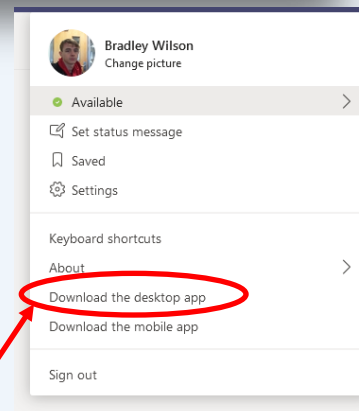 Bradley Wilson
Change picture
Available
Set status message
Saved
Settings
Keyboard shortcuts
About
Download the desktop app
Download the mobile app
Sign out